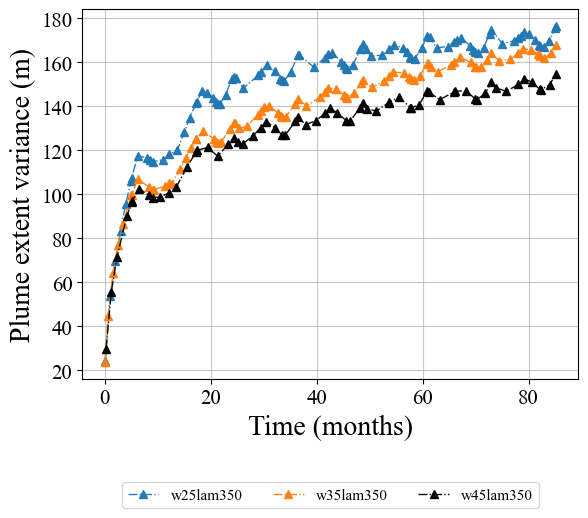 180
160
140
120
100
80
60
40
20
Plume extent variance (m)
0 20 40 60 80
Time (months)
w25lam350 w35lam350 w45lam350